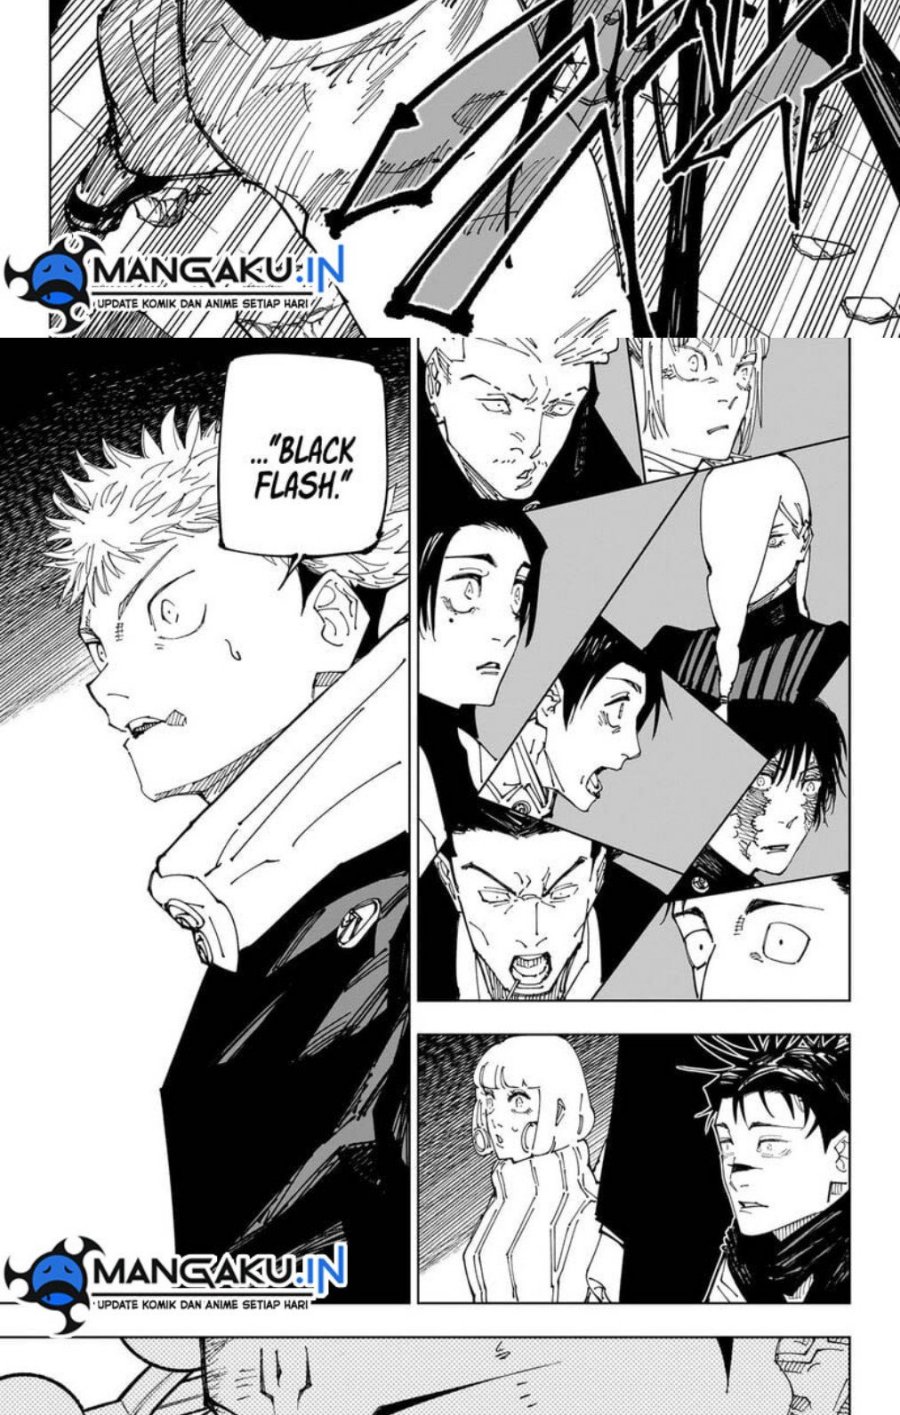 MANGAKU.IN
UPDATE KOMIK DAN ANIME SETIAP HARI
..."BLACK
FLASH."
MANGAKU.IN
UPDATE KOMIK DAN ANIME SETIAP HARI